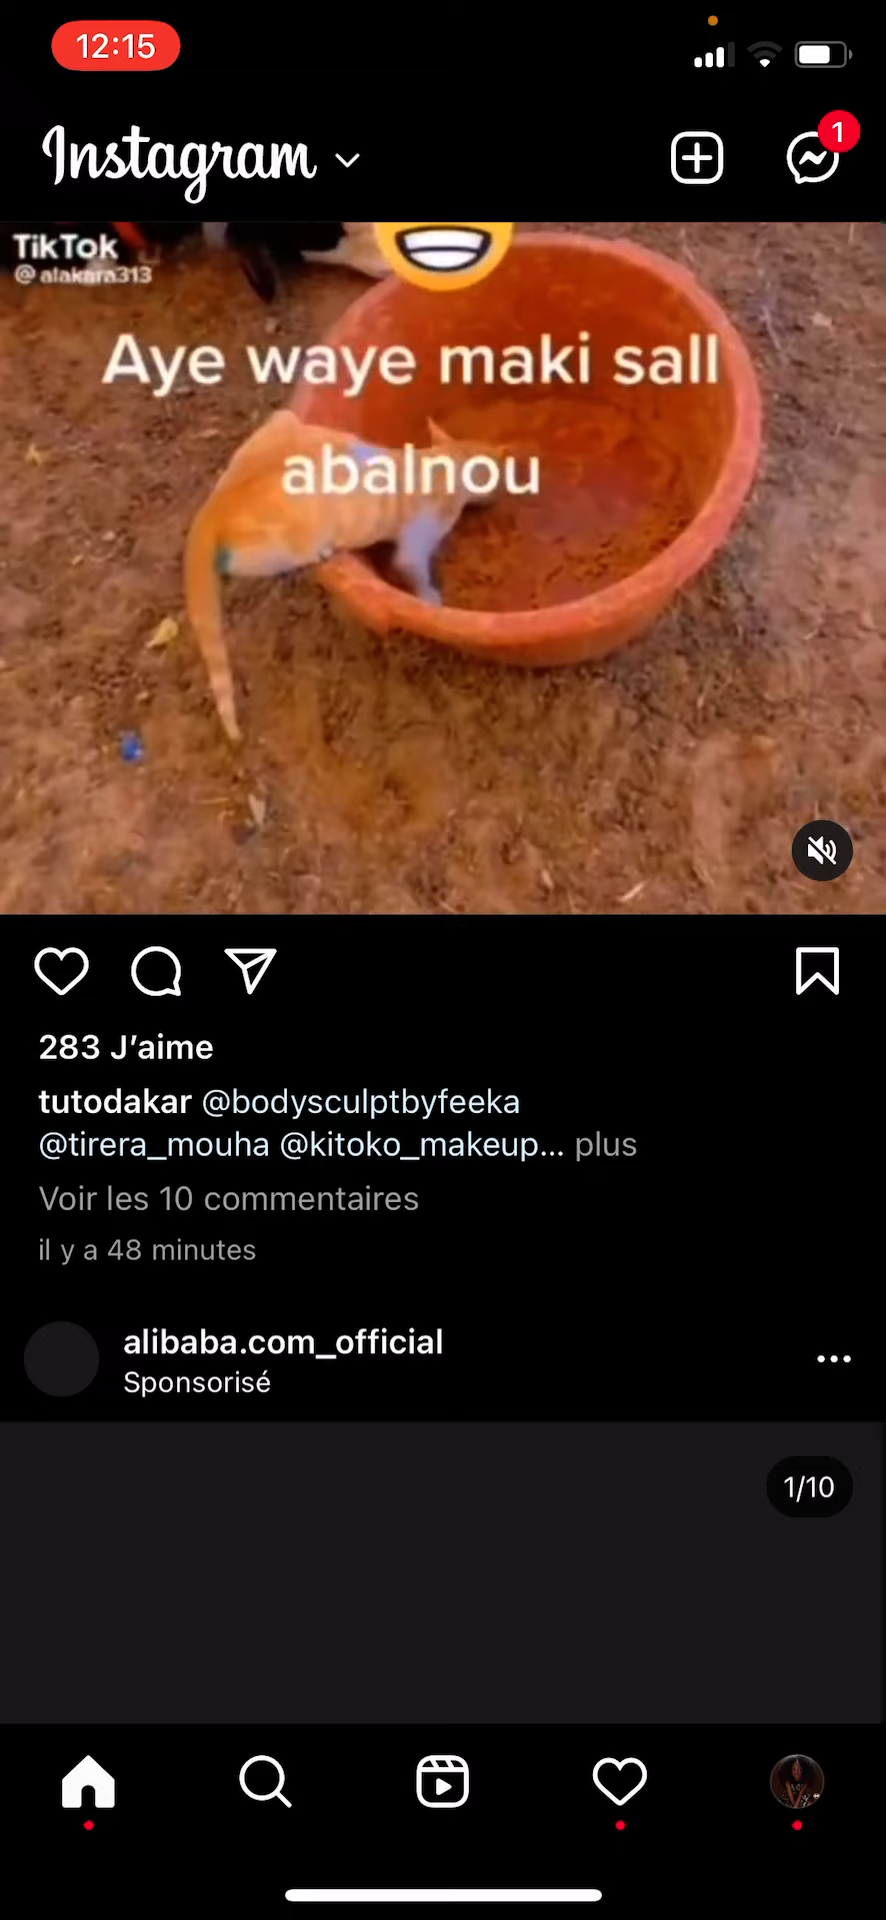 12:15
Instagram
1
TikTok
@alakara313
Aye waye maki sall
abalnou
283 J’aime
tutodakar @bodysculptbyfeeka
@tirera_mouha @kitoko_makeup... plus
Voir les 10 commentaires
il y a 48 minutes
alibaba.com_official
Sponsorisé
1/10